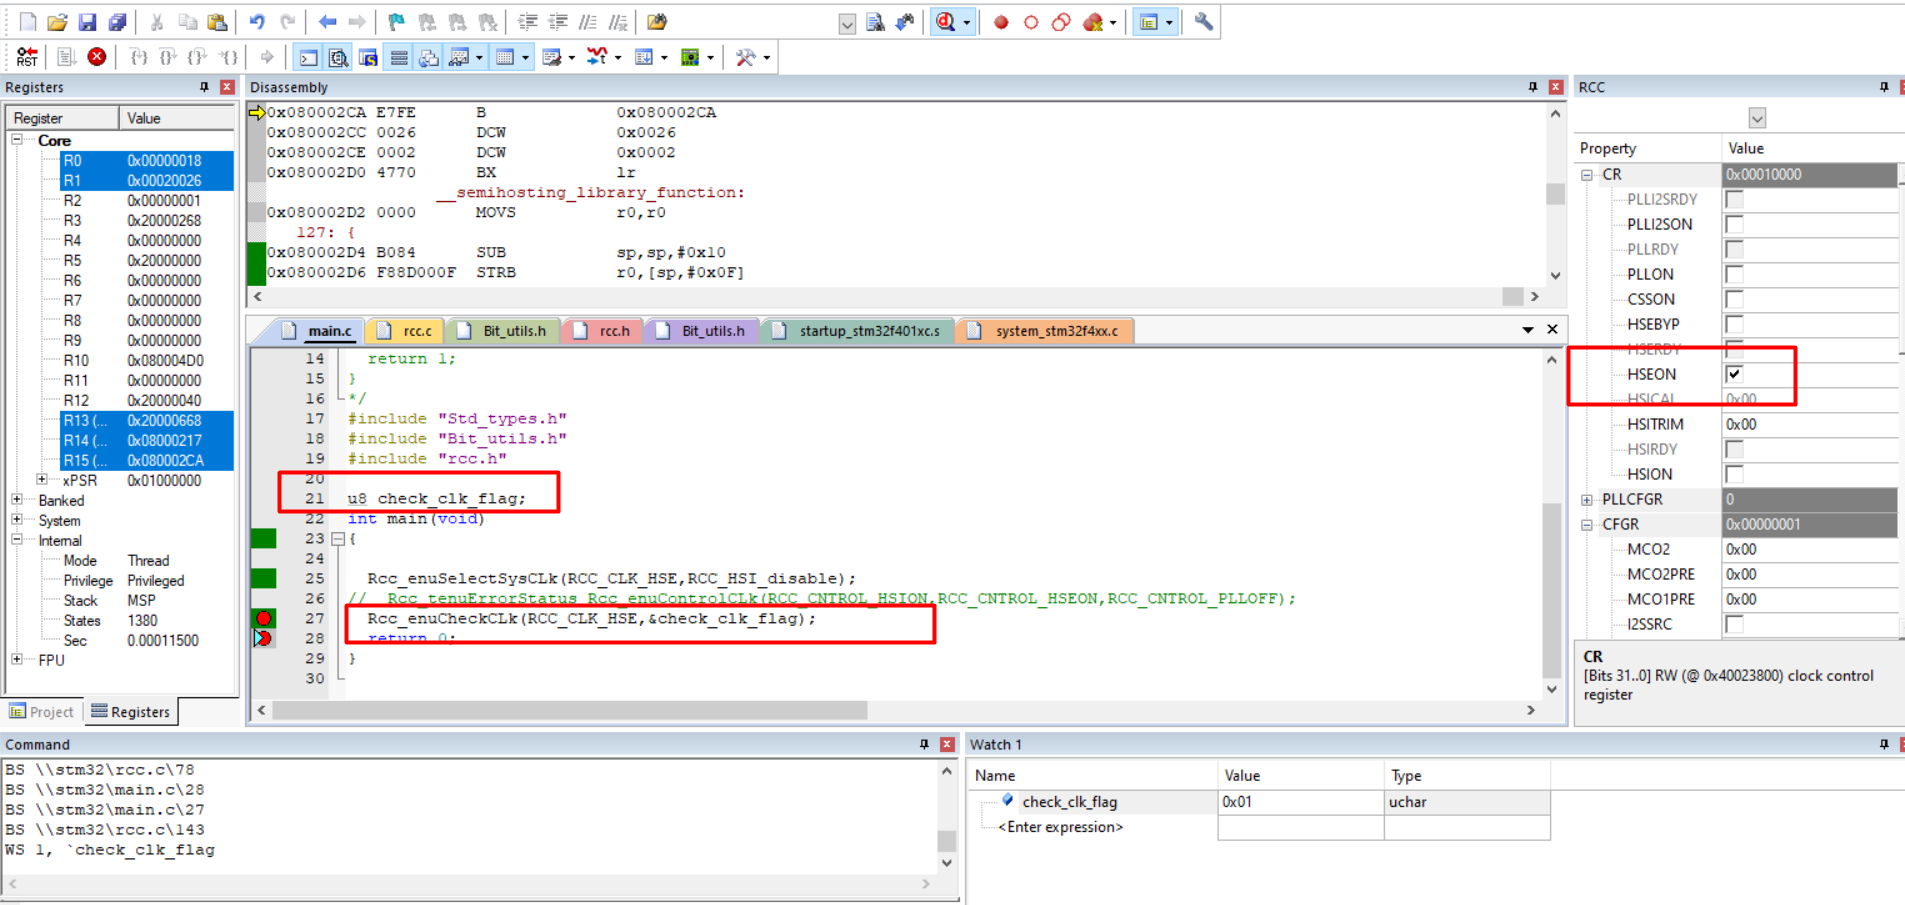 RST
Registers
Register Value
Core
R0 0x00000018
R1 0x00020026
R2 0x00000001
R3 0x20000268
R4 0x00000000
R5 0x20000000
R6 0x00000000
R7 0x00000000
R8 0x00000000
R9 0x00000000
R10 0x080004D0
R11 0x00000000
R12 0x20000040
R13 (... 0x20000668
R14 (... 0x08000217
R15 (... 0x080002CA
xPSR 0x01000000
Banked
System
Internal
Mode Thread
Privilege Privileged
Stack MSP
States 1380
Sec 0.00011500
FPU
Project Registers
Disassembly
0x080002CA E7FE B 0x080002CA
0x080002CC 0026 DCW 0x0026
0x080002CE 0002 DCW 0x0002
0x080002D0 4770 BX lr
__semihosting_library_function:
0x080002D2 0000 MOVS r0,r0
127: {
0x080002D4 B084 SUB sp,sp,#0x10
0x080002D6 F88D000F STRB r0,[sp,#0x0F]
main.c rcc.c Bit_utils.h rcc.h Bit_utils.h startup_stm32f401xc.s system_stm32f4xx.c
14 return 1;
15 }
16 */
17 #include "Std_types.h"
18 #include "Bit_utils.h"
19 #include "rcc.h"
20
21 u8 check_clk_flag;
22 int main(void)
23 {
24
25 Rcc_enuSelectSysCLk(RCC_CLK_HSE,RCC_HSI_disable);
26 // Rcc_tenuErrorStatus Rcc_enuControlCLk(RCC_CNTROL_HSION,RCC_CNTROL_HSEON,RCC_CNTROL_PLLOFF);
27 Rcc_enuCheckCLk(RCC_CLK_HSE,&check_clk_flag);
28 return 0;
29 }
30
RCC
Property Value
CR 0x00010000
PLLI2SRDY
PLLI2SON
PLLRDY
PLLON
CSSON
HSEBYP
HSERDY
HSEON
HSICAL 0x00
HSITRIM 0x00
HSIRDY
HSION
PLLCFGR 0
CFGR 0x00000001
MCO2 0x00
MCO2PRE 0x00
MCO1PRE 0x00
I2SSRC
CR
[Bits 31..0] RW (@ 0x40023800) clock control
register
Command
BS \\stm32\rcc.c\78
BS \\stm32\main.c\28
BS \\stm32\main.c\27
BS \\stm32\rcc.c\143
WS 1, `check_clk_flag
Watch 1
Name Value Type
check_clk_flag 0x01 uchar
<Enter expression>